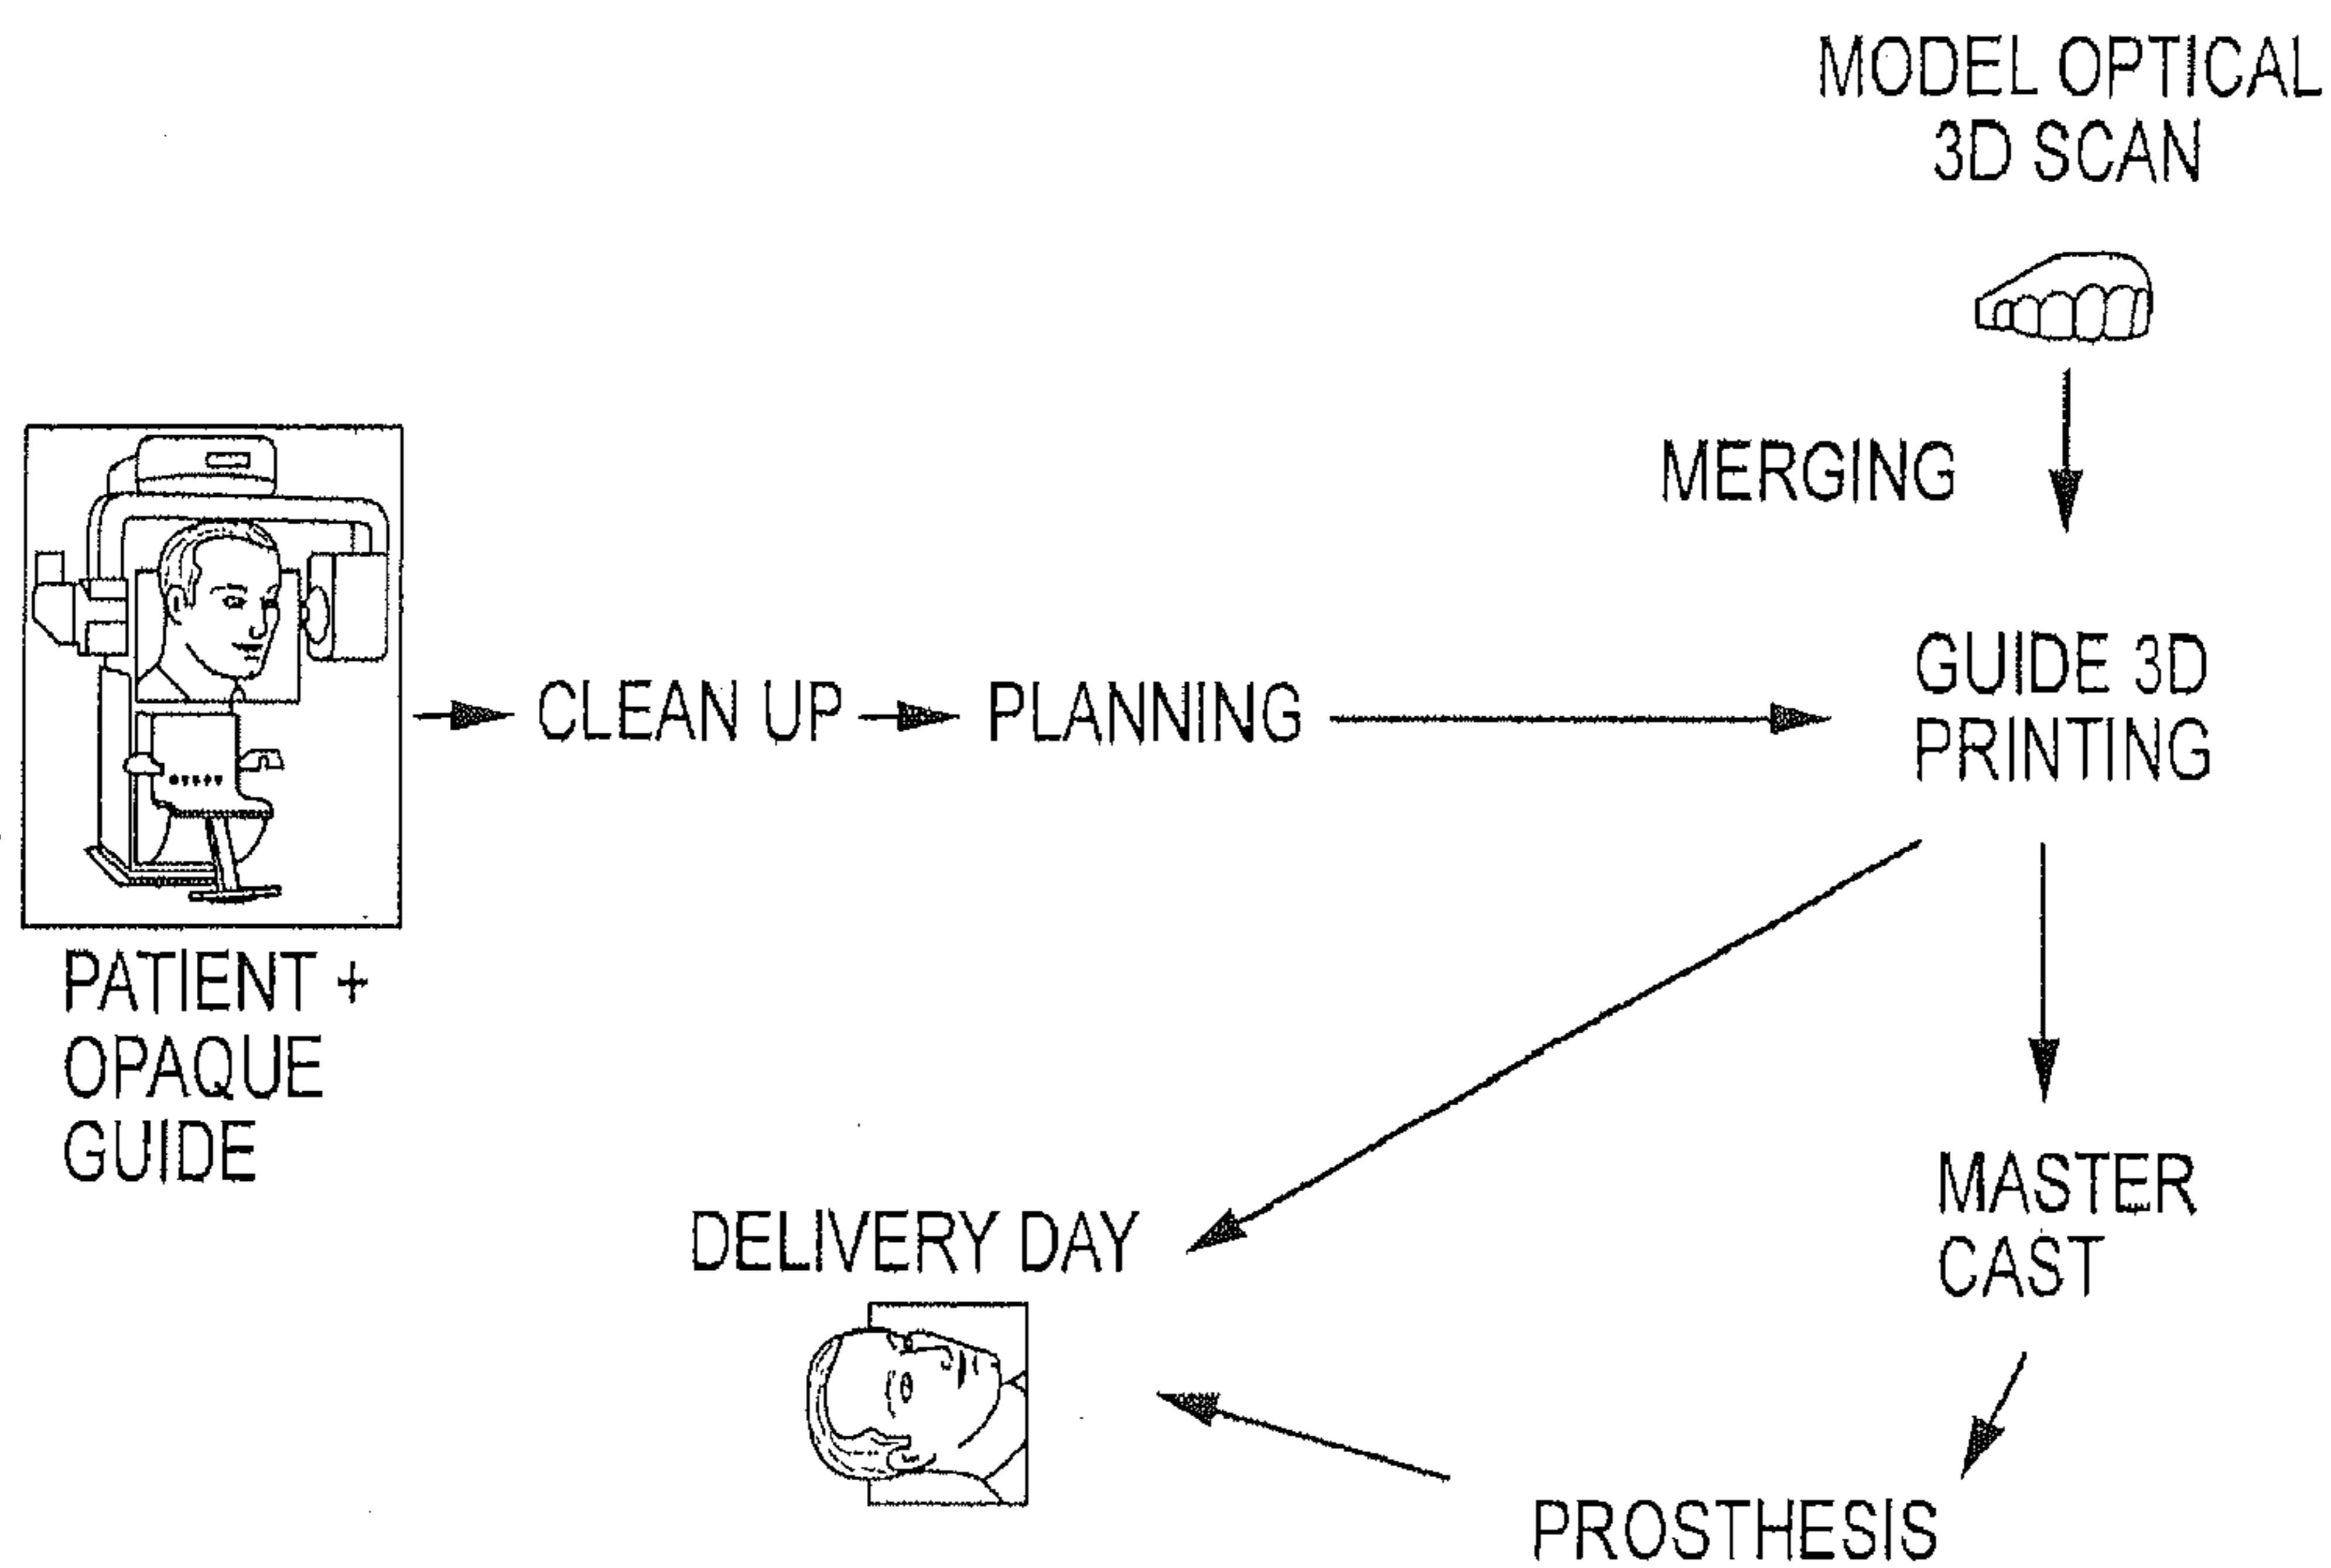 MODEL OPTICAL
3D SCAN
MERGING
GUIDE 3D
PRINTING
CLEAN UP
PLANNING
PATIENT +
OPAQUE
GUIDE
DELIVERY DAY
MASTER
CAST
PROSTHESIS